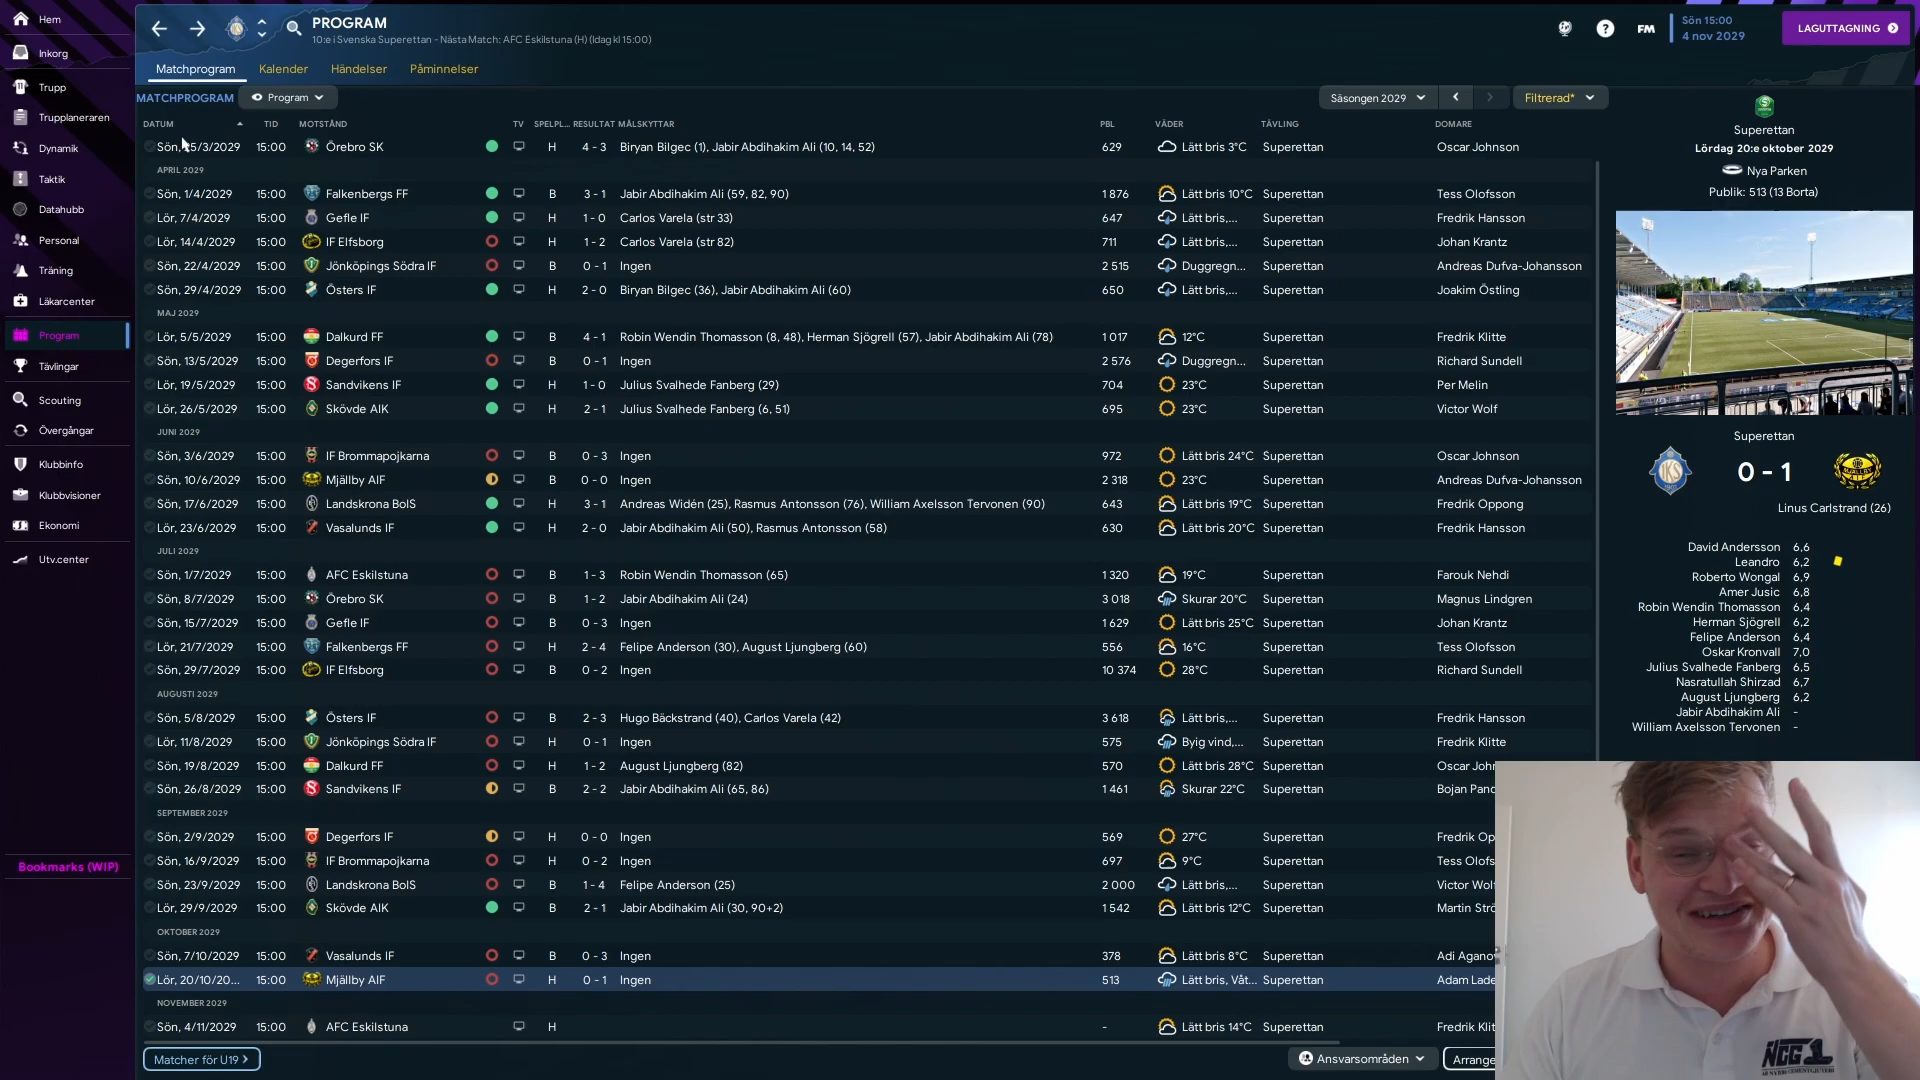 Hem
Inkorg
Trupp
Trupplaneraren
Dynamik
Taktik
Datahubb
Personal
Träning
Läkarcenter
Program
Tävlingar
Scouting
Övergångar
Klubbinfo
Klubbvisioner
Ekonomi
Utv.center
Bookmarks (WIP)
PROGRAM
10:e i Svenska Superettan - Nästa Match: AFC Eskilstuna (H) (Idag kl 15:00)
FM
Sön 15:00
4 nov 2029
LAGUTTAGNING
Matchprogram Kalender Händelser Påminnelser
MATCHPROGRAM Program Säsongen 2029 Filtrerad*
DATUM TID MOTSTÅND TV SPELPL... RESULTAT MÅLSKYTTAR PBL VÄDER TÄVLING DOMARE
Sön, 5/3/2029 15:00 Örebro SK H 4 - 3 Biryan Bilgec (1), Jabir Abdihakim Ali (10, 14, 52) 629 Lätt bris 3°C Superettan Oscar Johnson
APRIL 2029
Sön, 1/4/2029 15:00 Falkenbergs FF B 3 - 1 Jabir Abdihakim Ali (59, 82, 90) 1 876 Lätt bris 10°C Superettan Tess Olofsson
Lör, 7/4/2029 15:00 Gefle IF H 1 - 0 Carlos Varela (str 33) 647 Lätt bris,... Superettan Fredrik Hansson
Lör, 14/4/2029 15:00 IF Elfsborg H 1 - 2 Carlos Varela (str 82) 711 Lätt bris,... Superettan Johan Krantz
Sön, 22/4/2029 15:00 Jönköpings Södra IF B 0 - 1 Ingen 2 515 Duggregn... Superettan Andreas Dufva-Johansson
Sön, 29/4/2029 15:00 Östers IF H 2 - 0 Biryan Bilgec (36), Jabir Abdihakim Ali (60) 650 Lätt bris,... Superettan Joakim Östling
MAJ 2029
Lör, 5/5/2029 15:00 Dalkurd FF B 4 - 1 Robin Wendin Thomasson (8, 48), Herman Sjögrell (57), Jabir Abdihakim Ali (78) 1 017 12°C Superettan Fredrik Klitte
Sön, 13/5/2029 15:00 Degerfors IF B 0 - 1 Ingen 2 576 Duggregn... Superettan Richard Sundell
Lör, 19/5/2029 15:00 Sandvikens IF H 1 - 0 Julius Svalhede Fanberg (29) 704 23°C Superettan Per Melin
Lör, 26/5/2029 15:00 Skövde AIK H 2 - 1 Julius Svalhede Fanberg (6, 51) 695 23°C Superettan Victor Wolf
JUNI 2029
Sön, 3/6/2029 15:00 IF Brommapojkarna B 0 - 3 Ingen 972 Lätt bris 24°C Superettan Oscar Johnson
Sön, 10/6/2029 15:00 Mjällby AIF B 0 - 0 Ingen 2 318 23°C Superettan Andreas Dufva-Johansson
Sön, 17/6/2029 15:00 Landskrona BoIS H 3 - 1 Andreas Widén (25), Rasmus Antonsson (76), William Axelsson Tervonen (90) 643 Lätt bris 19°C Superettan Fredrik Oppong
Lör, 23/6/2029 15:00 Vasalunds IF H 2 - 0 Jabir Abdihakim Ali (50), Rasmus Antonsson (58) 630 Lätt bris 20°C Superettan Fredrik Hansson
JULI 2029
Sön, 1/7/2029 15:00 AFC Eskilstuna B 1 - 3 Robin Wendin Thomasson (65) 1 320 19°C Superettan Farouk Nehdi
Sön, 8/7/2029 15:00 Örebro SK B 1 - 2 Jabir Abdihakim Ali (24) 3 018 Skurar 20°C Superettan Magnus Lindgren
Sön, 15/7/2029 15:00 Gefle IF B 0 - 3 Ingen 1 629 Lätt bris 25°C Superettan Johan Krantz
Lör, 21/7/2029 15:00 Falkenbergs FF H 2 - 4 Felipe Anderson (30), August Ljungberg (60) 556 16°C Superettan Tess Olofsson
Sön, 29/7/2029 15:00 IF Elfsborg B 0 - 2 Ingen 10 374 28°C Superettan Richard Sundell
AUGUSTI 2029
Sön, 5/8/2029 15:00 Östers IF B 2 - 3 Hugo Bäckstrand (40), Carlos Varela (42) 3 618 Lätt bris,... Superettan Fredrik Hansson
Lör, 11/8/2029 15:00 Jönköpings Södra IF H 0 - 1 Ingen 575 Byig vind,... Superettan Fredrik Klitte
Sön, 19/8/2029 15:00 Dalkurd FF H 1 - 2 August Ljungberg (82) 570 Lätt bris 28°C Superettan Oscar Johr
Sön, 26/8/2029 15:00 Sandvikens IF B 2 - 2 Jabir Abdihakim Ali (65, 86) 1 461 Skurar 22°C Superettan Bojan Panc
SEPTEMBER 2029
Sön, 2/9/2029 15:00 Degerfors IF H 0 - 0 Ingen 569 27°C Superettan Fredrik Op
Sön, 16/9/2029 15:00 IF Brommapojkarna H 0 - 2 Ingen 697 9°C Superettan Tess Olofs
Sön, 23/9/2029 15:00 Landskrona BoIS B 1 - 4 Felipe Anderson (25) 2 000 Lätt bris,... Superettan Victor Wol
Lör, 29/9/2029 15:00 Skövde AIK B 2 - 1 Jabir Abdihakim Ali (30, 90+2) 1 542 Lätt bris 12°C Superettan Martin Strö
OKTOBER 2029
Sön, 7/10/2029 15:00 Vasalunds IF B 0 - 3 Ingen 378 Lätt bris 8°C Superettan Adi Agano
Lör, 20/10/20... 15:00 Mjällby AIF H 0 - 1 Ingen 513 Lätt bris, Våt... Superettan Adam Lade
NOVEMBER 2029
Sön, 4/11/2029 15:00 AFC Eskilstuna H - Lätt bris 14°C Superettan Fredrik Klit
Matcher för U19 Ansvarsområden Arrange
Superettan
Lördag 20:e oktober 2029
Nya Parken
Publik: 513 (13 Borta)
Superettan
0 - 1
MJÄLLBY
Linus Carlstrand (26)
David Andersson 6,6
Leandro 6,2
Roberto Wongal 6,9
Amer Jusic 6,8
Robin Wendin Thomasson 6,4
Herman Sjögrell 6,2
Felipe Anderson 6,4
Oskar Kronvall 7,0
Julius Svalhede Fanberg 6,5
Nasratullah Shirzad 6,7
August Ljungberg 6,2
Jabir Abdihakim Ali -
William Axelsson Tervonen -
NCG